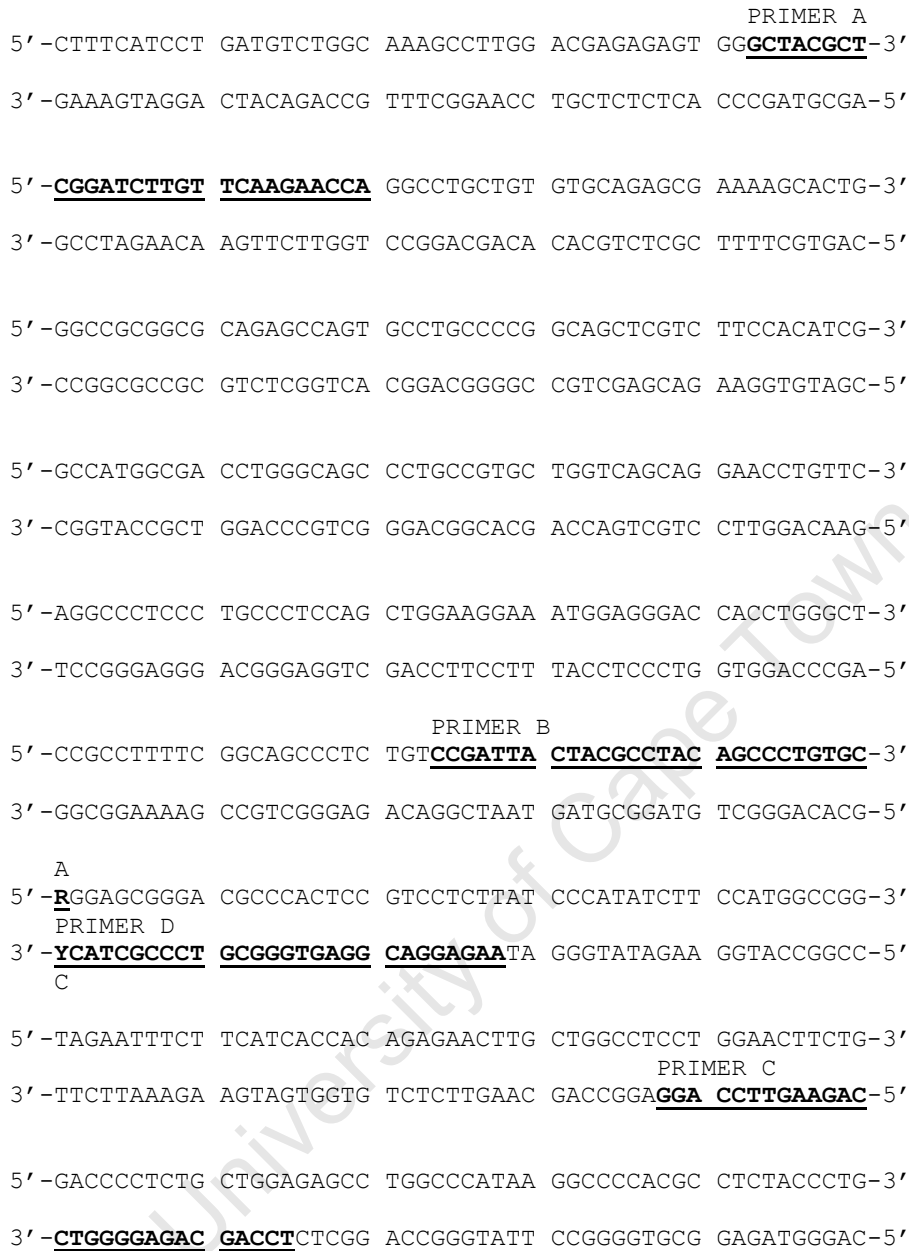 PRIMER A
5’-CTTTCATCCT GATGTCTGGC AAAGCCTTGG ACGAGAGAGT GGGCTACGCT-3’
3’-GAAAGTAGGA CTACAGACCG TTTCGGAACC TGCTCTCTCA CCCGATGCGA-5’
5’-CGGATCTTGT TCAAGAACCA GGCCTGCTGT GTGCAGAGCG AAAAGCACTG-3’
3’-GCCTAGAACA AGTTCTTGGT CCGGACGACA CACGTCTCGC TTTTCGTGAC-5’
5’-GGCCGCGGCG CAGAGCCAGT GCCTGCCCCG GCAGCTCGTC TTCCACATCG-3’
3’-CCGGCGCCGC GTCTCGGTCA CGGACGGGGC CGTCGAGCAG AAGGTGTAGC-5’
5’-GCCATGGCGA CCTGGGCAGC CCTGCCGTGC TGGTCAGCAG GAACCTGTTC-3’
3’-CGGTACCGCT GGACCCGTCG GGACGGCACG ACCAGTCGTC CTTGGACAAG-5’
5’-AGGCCCTCCC TGCCCTCCAG CTGGAAGGAA ATGGAGGGAC CACCTGGGCT-3’
3’-TCCGGGAGGG ACGGGAGGTC GACCTTCCTT TACCTCCCTG GTGGACCCGA-5’
PRIMER B
5’-CCGCCTTTTC GGCAGCCCTC TGTCCGATTA CTACGCCTAC AGCCCTGTGC-3’
3’-GGCGGAAAAG CCGTCGGGAG ACAGGCTAAT GATGCGGATG TCGGGACACG-5’
A
5’-RGGAGCGGGA CGCCCACTCC GTCCTCTTAT CCCATATCTT CCATGGCCGG-3’
PRIMER D
3’-YCATCGCCCT GCGGGTGAGG CAGGAGAATA GGGTATAGAA GGTACCGGCC-5’
C
5’-TAGAATTTCT TCATCACCAC AGAGAACTTG CTGGCCTCCT GGAACTTCTG-3’
PRIMER C
3’-TTCTTAAAGA AGTAGTGGTG TCTCTTGAAC GACCGGAGGA CCTTGAAGAC-5’
5’-GACCCCTCTG CTGGAGAGCC TGGCCCATAA GGCCCCACGC CTCTACCCTG-3’
3’-CTGGGGAGAC GACCTCTCGG ACCGGGTATT CCGGGGTGCG GAGATGGGAC-5’
University of Cape Town